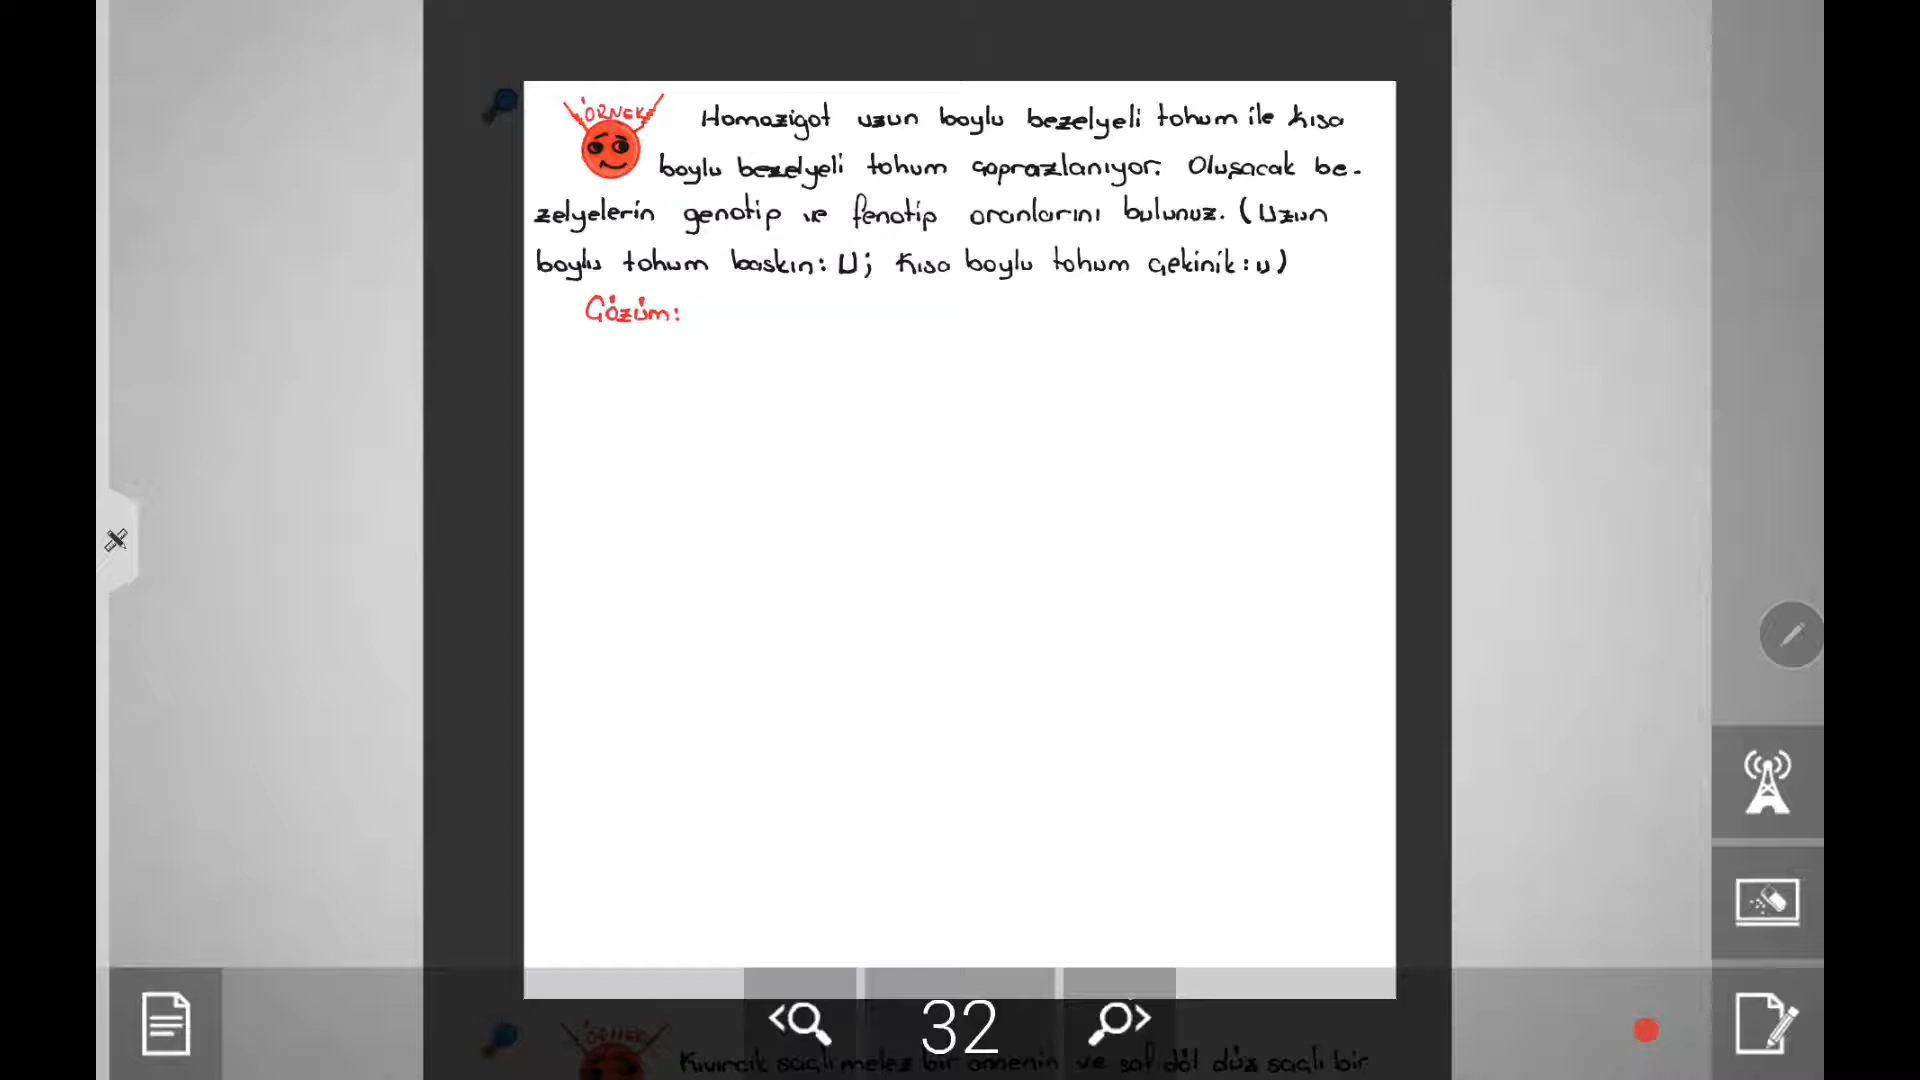 ÖRNEK
Homozigot uzun boylu bezelyeli tohum ile kısa
boylu bezelyeli tohum çaprazlanıyor. Oluşacak be-
zelyelerin genotip ve fenotip oranlarını bulunuz. (Uzun
boylu tohum baskın: U; kısa boylu tohum çekinik: u)
Çözüm:
32
ÖRNEK
Kıvırcık saçlı melez bir annenin ve saf döl düz saçlı bir